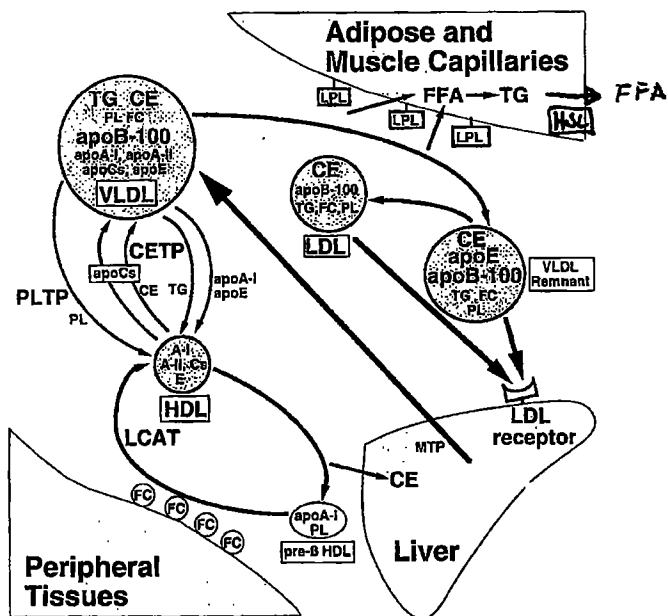 Adipose and
Muscle Capillaries
LPL
FFA
TG
FFA
LPL
LPL
HSL
TG CE
PL FC
apoB-100
apoA-I, apoA-II
apoCs, apoE
VLDL
CE
apoB-100
TG, FC, PL
LDL
CE
apoE
apoB-100
TG, FC
PL
VLDL
Remnant
CETP
apoCs
CE
TG
apoA-I
apoE
PLTP
PL
A-I
A-II, Cs
E
HDL
LCAT
LDL
receptor
MTP
CE
FC
FC
FC
FC
apoA-I
PL
pre-ß HDL
Liver
Peripheral
Tissues